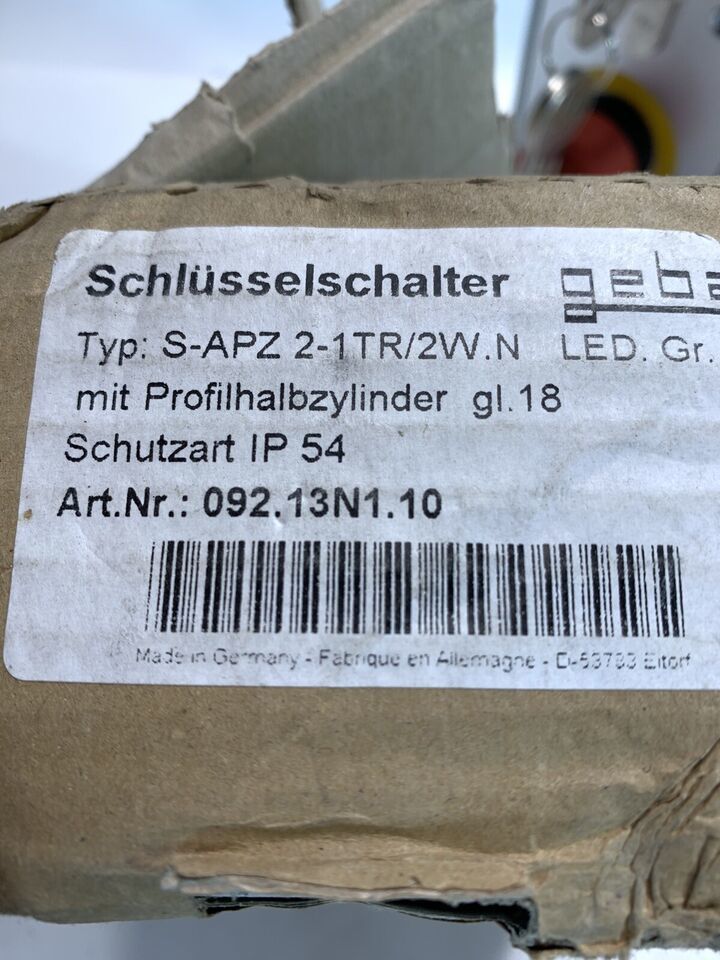 Schlüsselschalter
Typ: S-APZ 2-1TR/2W.N LED. Gr.
mit Profilhalbzylinder gl.18
Schutzart IP 54
Art.Nr.: 092.13N1.10
Made in Germany - Fabrique en Allemagne - D-53783 Eitorf